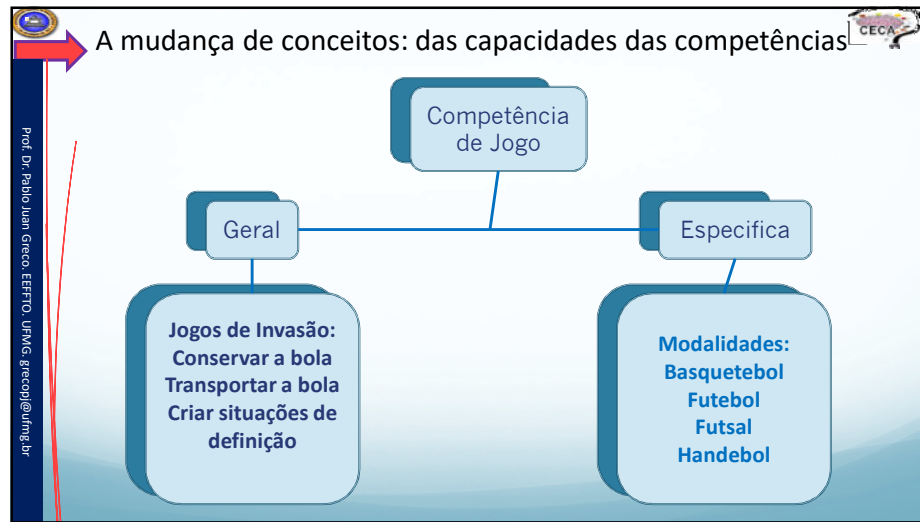 A mudança de conceitos: das capacidades das competências
CECA
Prof. Dr. Pablo Juan Greco. EEFFTO. UFMG. grecopj@ufmg.br
Competência
de Jogo
Geral
Especifica
Jogos de Invasão:
Conservar a bola
Transportar a bola
Criar situações de
definição
Modalidades:
Basquetebol
Futebol
Futsal
Handebol